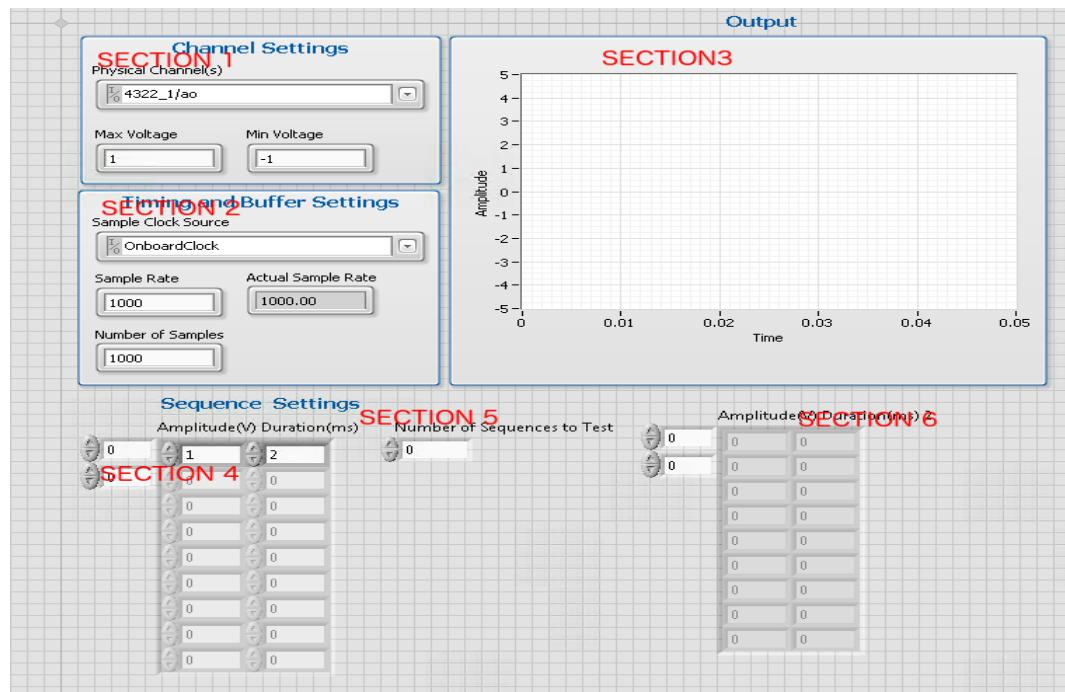 Output
Channel Settings
SECTION 1
Physical Channel(s)
I/O 4322_1/ao
Max Voltage Min Voltage
1 -1
Timing and Buffer Settings
SECTION 2
Sample Clock Source
I/O OnboardClock
Sample Rate Actual Sample Rate
1000 1000.00
Number of Samples
1000
SECTION3
5
4
3
2
1
0
-1
-2
-3
-4
-5
Amplitude
0 0.01 0.02 0.03 0.04 0.05
Time
Sequence Settings
SECTION 5
Amplitude(V) Duration(ms)
Number of Sequences to Test
0 1 2
0
SECTION 4
0 0 0
0 0
0 0
0 0
0 0
0 0
0 0
0 0
Amplitude(V) Duration(ms) 2
SECTION 6
0 0 0
0 0 0
0 0
0 0
0 0
0 0
0 0
0 0
0 0